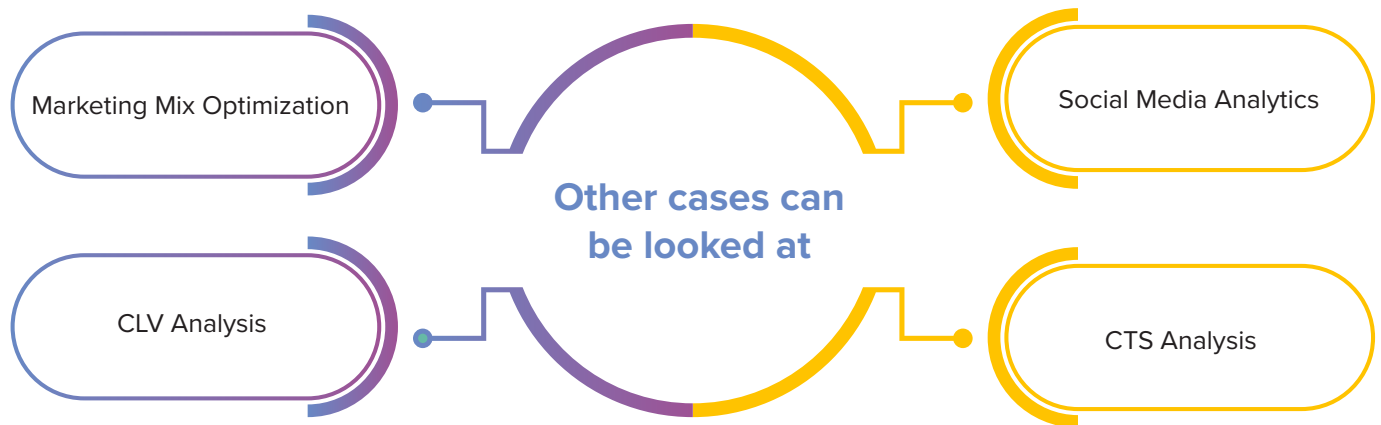 Marketing Mix Optimization
Social Media Analytics
Other cases can
be looked at
CLV Analysis
CTS Analysis